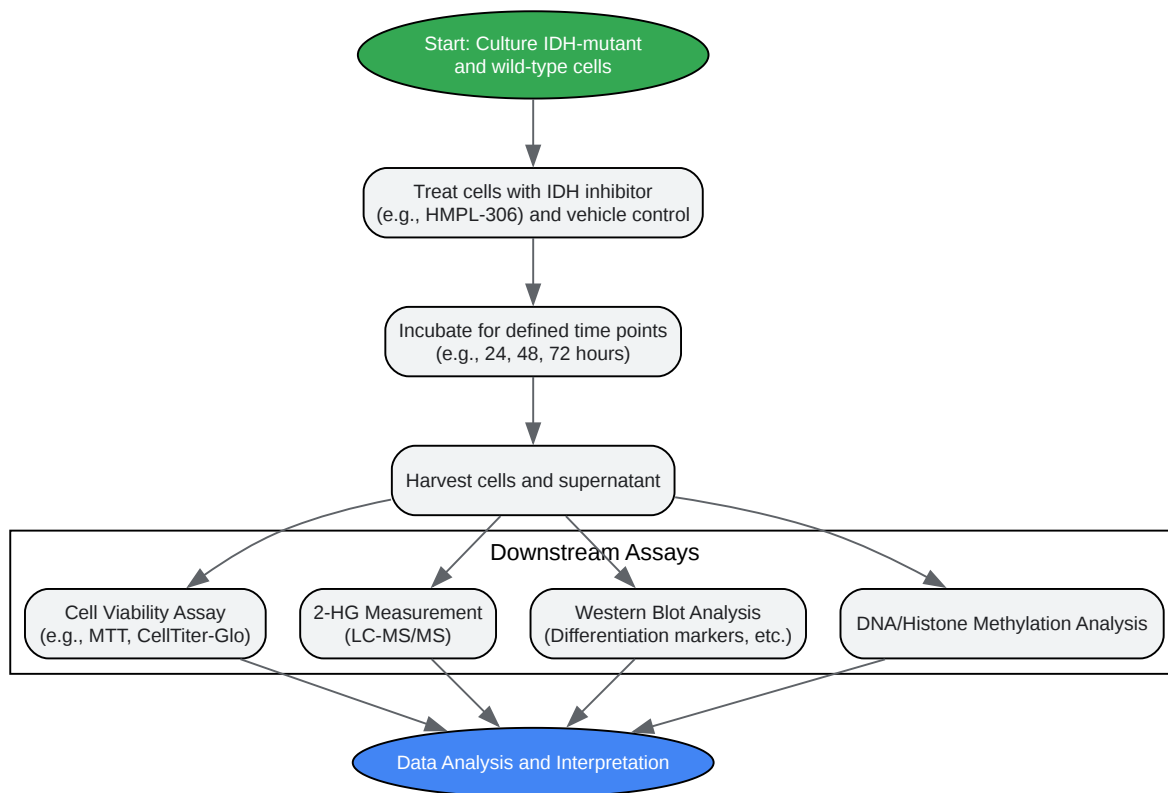 Start: Culture IDH-mutant
and wild-type cells
Treat cells with IDH inhibitor
(e.g., HMPL-306) and vehicle control
Incubate for defined time points
(e.g., 24, 48, 72 hours)
Harvest cells and supernatant
Downstream Assays
Cell Viability Assay
(e.g., MTT, CellTiter-Glo)
2-HG Measurement
(LC-MS/MS)
Western Blot Analysis
(Differentiation markers, etc.)
DNA/Histone Methylation Analysis
Data Analysis and Interpretation